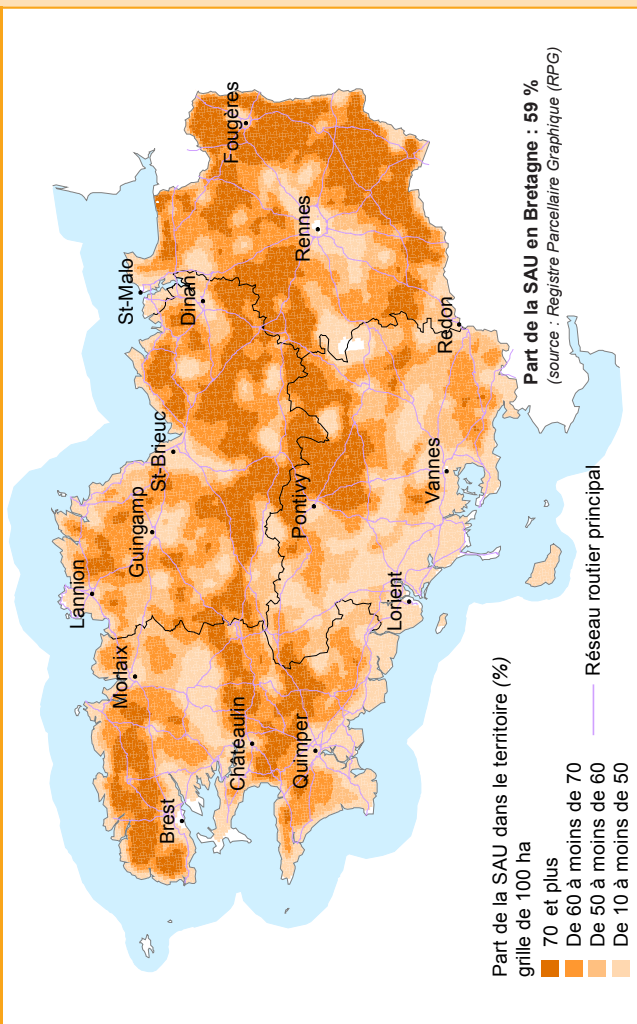 Lannion
Morlaix
Guingamp
St-Brieuc
St-Malo
Dinan
Fougères
Brest
Châteaulin
Quimper
Pontivy
Rennes
Lorient
Vannes
Redon
Part de la SAU en Bretagne : 59 %
(source : Registre Parcellaire Graphique (RPG)
Part de la SAU dans le territoire (%)
grille de 100 ha
70 et plus
De 60 à moins de 70
De 50 à moins de 60
De 10 à moins de 50
Réseau routier principal